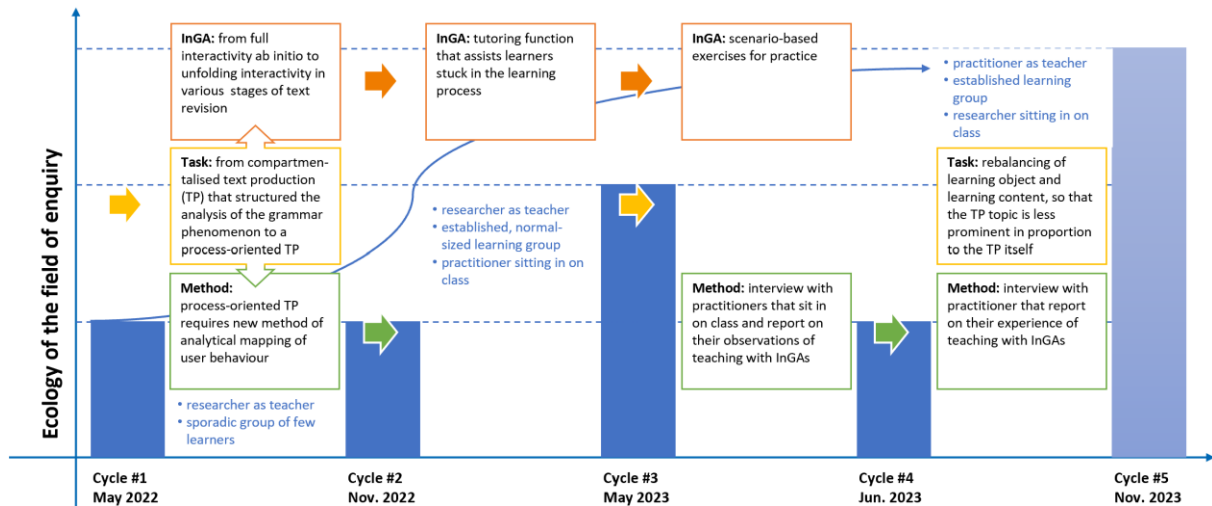 Ecology of the field of enquiry
InGA: from full
interactivity ab initio to
unfolding interactivity in
various stages of text
revision
InGA: tutoring function
that assists learners
stuck in the learning
process
InGA: scenario-based
exercises for practice
• practitioner as teacher
• established learning
group
• researcher sitting in on
class
Task: from compartmen-
talised text production
(TP) that structured the
analysis of the grammar
phenomenon to a
process-oriented TP
• researcher as teacher
• established, normal-
sized learning group
• practitioner sitting in on
class
Task: rebalancing of
learning object and
learning content, so that
the TP topic is less
prominent in proportion
to the TP itself
Method:
process-oriented TP
requires new method of
analytical mapping of
user behaviour
Method: interview with
practitioners that sit in
on class and report on
their observations of
teaching with InGAs
Method: interview with
practitioner that report
on their experience of
teaching with InGAs
• researcher as teacher
• sporadic group of few
learners
Cycle #1
May 2022
Cycle #2
Nov. 2022
Cycle #3
May 2023
Cycle #4
Jun. 2023
Cycle #5
Nov. 2023